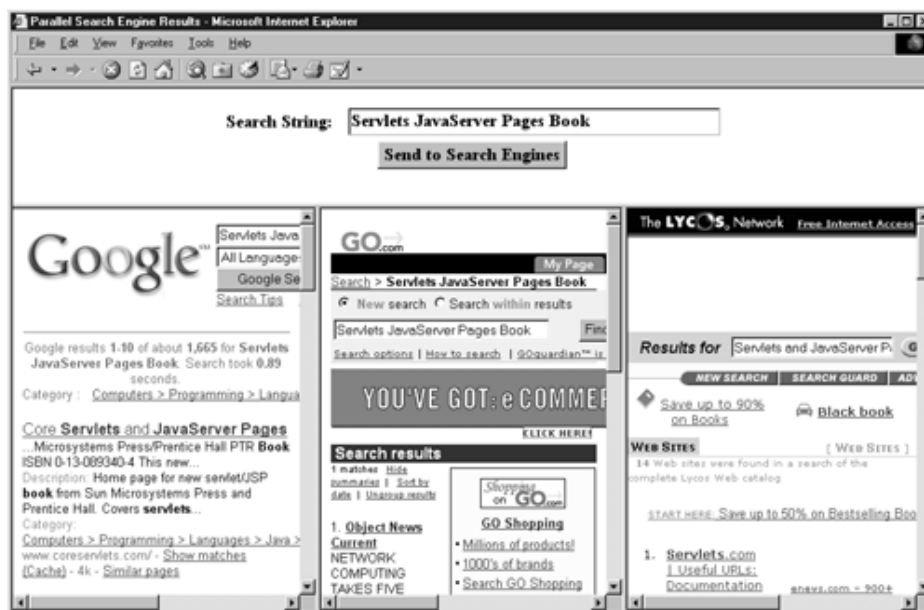 Parallel Search Engine Results - Microsoft Internet Explorer
File Edit View Favorites Tools Help
Search String: Servlets JavaServer Pages Book
Send to Search Engines
Google™
Servlets Java
All Language
Google Se
Search Tips
Google results 1-10 of about 1,665 for Servlets
JavaServer Pages Book. Search took 0.89
seconds.
Category : Computers > Programming > Langua
Core Servlets and JavaServer Pages
...Microsystems Press/Prentice Hall PTR Book
ISBN 0-13-089340-4 This new...
Description: Home page for new servlet/JSP
book from Sun Microsystems Press and
Prentice Hall. Covers servlets...
Category:
Computers > Programming > Languages > Java >
www.coreservlets.com/ - Show matches
(Cache) - 4k - Similar pages
GO.com
My Page
Search > Servlets JavaServer Pages Book
New search Search within results
Servlets JavaServer Pages Book Find
Search options | How to search | GOguardian™ is
YOU'VE GOT: e COMMER
CLICK HERE!
Search results
1 matches Hide
summaries | Sort by
date | Ungroup results
1. Object News
Current
NETWORK
COMPUTING
TAKES FIVE
Shopping
on GO.com
GO Shopping
Millions of products!
1000's of brands
Search GO Shopping
The LYCOS® Network Free Internet Access
Results for Servlets and JavaServer P G
NEW SEARCH SEARCH GUARD AD
Save up to 90%
on Books
Black book
WEB SITES [ WEB SITES ]
14 Web sites were found in a search of the
complete Lycos Web catalog
START HERE: Save up to 50% on Bestselling Boo
1. Servlets.com
| Useful URLs:
Documentation
anews.com - 900+